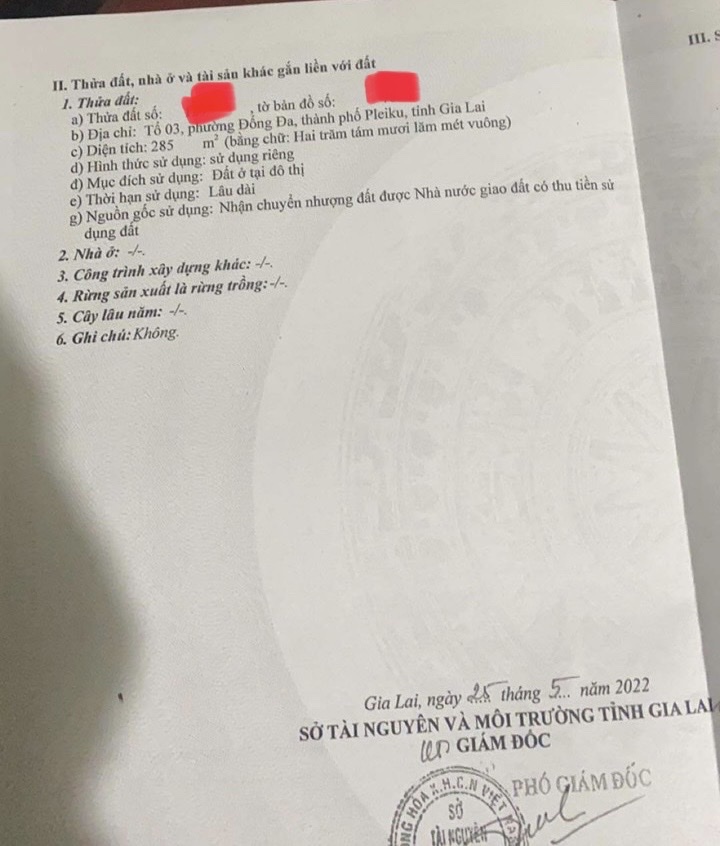 III. S
II. Thửa đất, nhà ở và tài sản khác gắn liền với đất
1. Thửa đất:
a) Thửa đất số: , tờ bản đồ số:
b) Địa chỉ: Tổ 03, phường Đống Đa, thành phố Pleiku, tỉnh Gia Lai
c) Diện tích: 285 m² (bằng chữ: Hai trăm tám mươi lăm mét vuông)
d) Hình thức sử dụng: sử dụng riêng
đ) Mục đích sử dụng: Đất ở tại đô thị
e) Thời hạn sử dụng: Lâu dài
g) Nguồn gốc sử dụng: Nhận chuyển nhượng đất được Nhà nước giao đất có thu tiền sử
dụng đất
2. Nhà ở: -/-.
3. Công trình xây dựng khác: -/-.
4. Rừng sản xuất là rừng trồng: -/-.
5. Cây lâu năm: -/-.
6. Ghi chú: Không.
Gia Lai, ngày 25 tháng 5 năm 2022
SỞ TÀI NGUYÊN VÀ MÔI TRƯỜNG TỈNH GIA LAI
GIÁM ĐỐC
PHÓ GIÁM ĐỐC
HÒA X.H.C.N VIỆT NA
SỞ
TÀI NGUYÊN